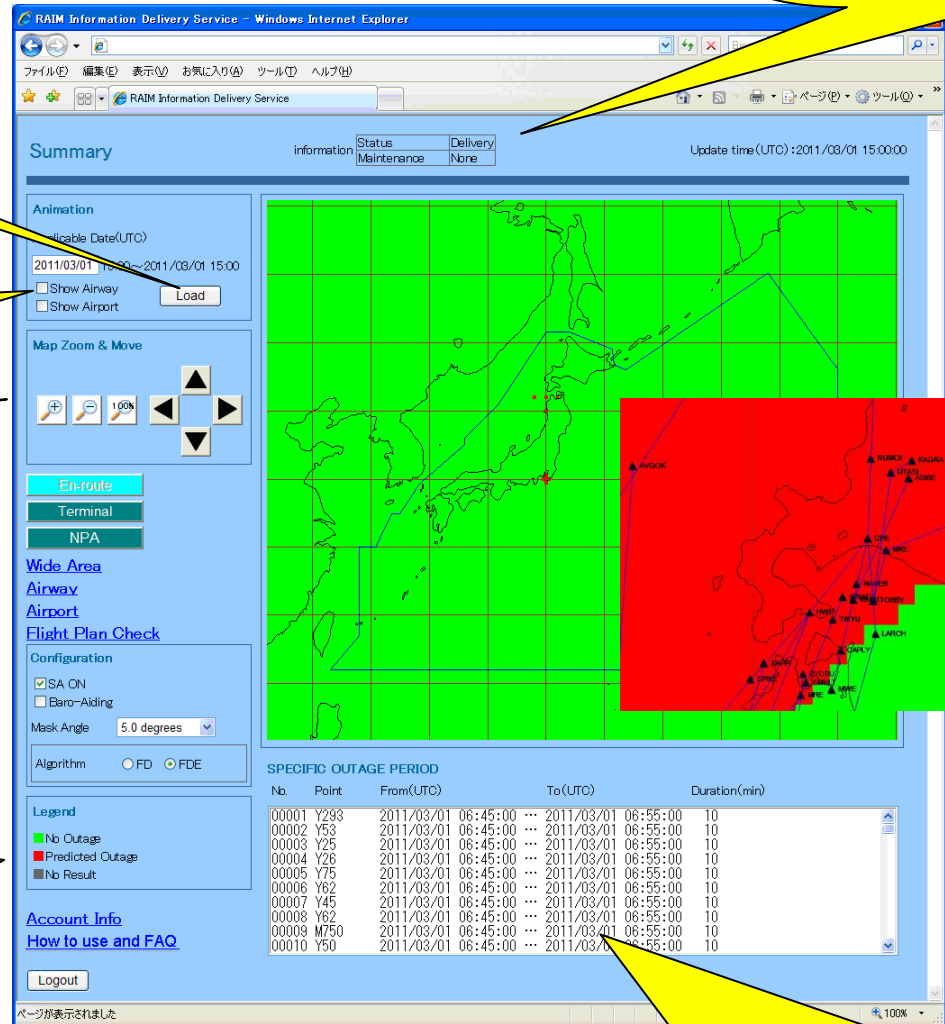 RAIM Information Delivery Service - Windows Internet Explorer
ファイル(F) 編集(E) 表示(V) お気に入り(A) ツール(T) ヘルプ(H)
RAIM Information Delivery Service
ページ(P) ツール(O)
Summary
information
Status Delivery
Maintenance None
Update time(UTC):2011/03/01 15:00:00
Animation
Applicable Date(UTC)
2011/03/01 15:00～2011/03/01 15:00
Show Airway
Show Airport
Load
Map Zoom & Move
100%
En-route
Terminal
NPA
Wide Area
Airway
Airport
Flight Plan Check
Configuration
SA ON
Baro-Aiding
Mask Angle 5.0 degrees
Algorithm FD FDE
Legend
No Outage
Predicted Outage
No Result
Account Info
How to use and FAQ
Logout
AVGOK
RUMOI
KAGRA
CHE
MKE
NAVER
TOBBY
HWE
TIKYU
LARCH
CAPLY
SPIKE
MWE
MRE
SPECIFIC OUTAGE PERIOD
No. Point From(UTC) To(UTC) Duration(min)
00001 Y293 2011/03/01 06:45:00 … 2011/03/01 06:55:00 10
00002 Y53 2011/03/01 06:45:00 … 2011/03/01 06:55:00 10
00003 Y25 2011/03/01 06:45:00 … 2011/03/01 06:55:00 10
00004 Y26 2011/03/01 06:45:00 … 2011/03/01 06:55:00 10
00005 Y75 2011/03/01 06:45:00 … 2011/03/01 06:55:00 10
00006 Y62 2011/03/01 06:45:00 … 2011/03/01 06:55:00 10
00007 Y45 2011/03/01 06:45:00 … 2011/03/01 06:55:00 10
00008 Y62 2011/03/01 06:45:00 … 2011/03/01 06:55:00 10
00009 M750 2011/03/01 06:45:00 … 2011/03/01 06:55:00 10
00010 Y50 2011/03/01 06:45:00 … 2011/03/01 06:55:00 10
ページが表示されました
100%